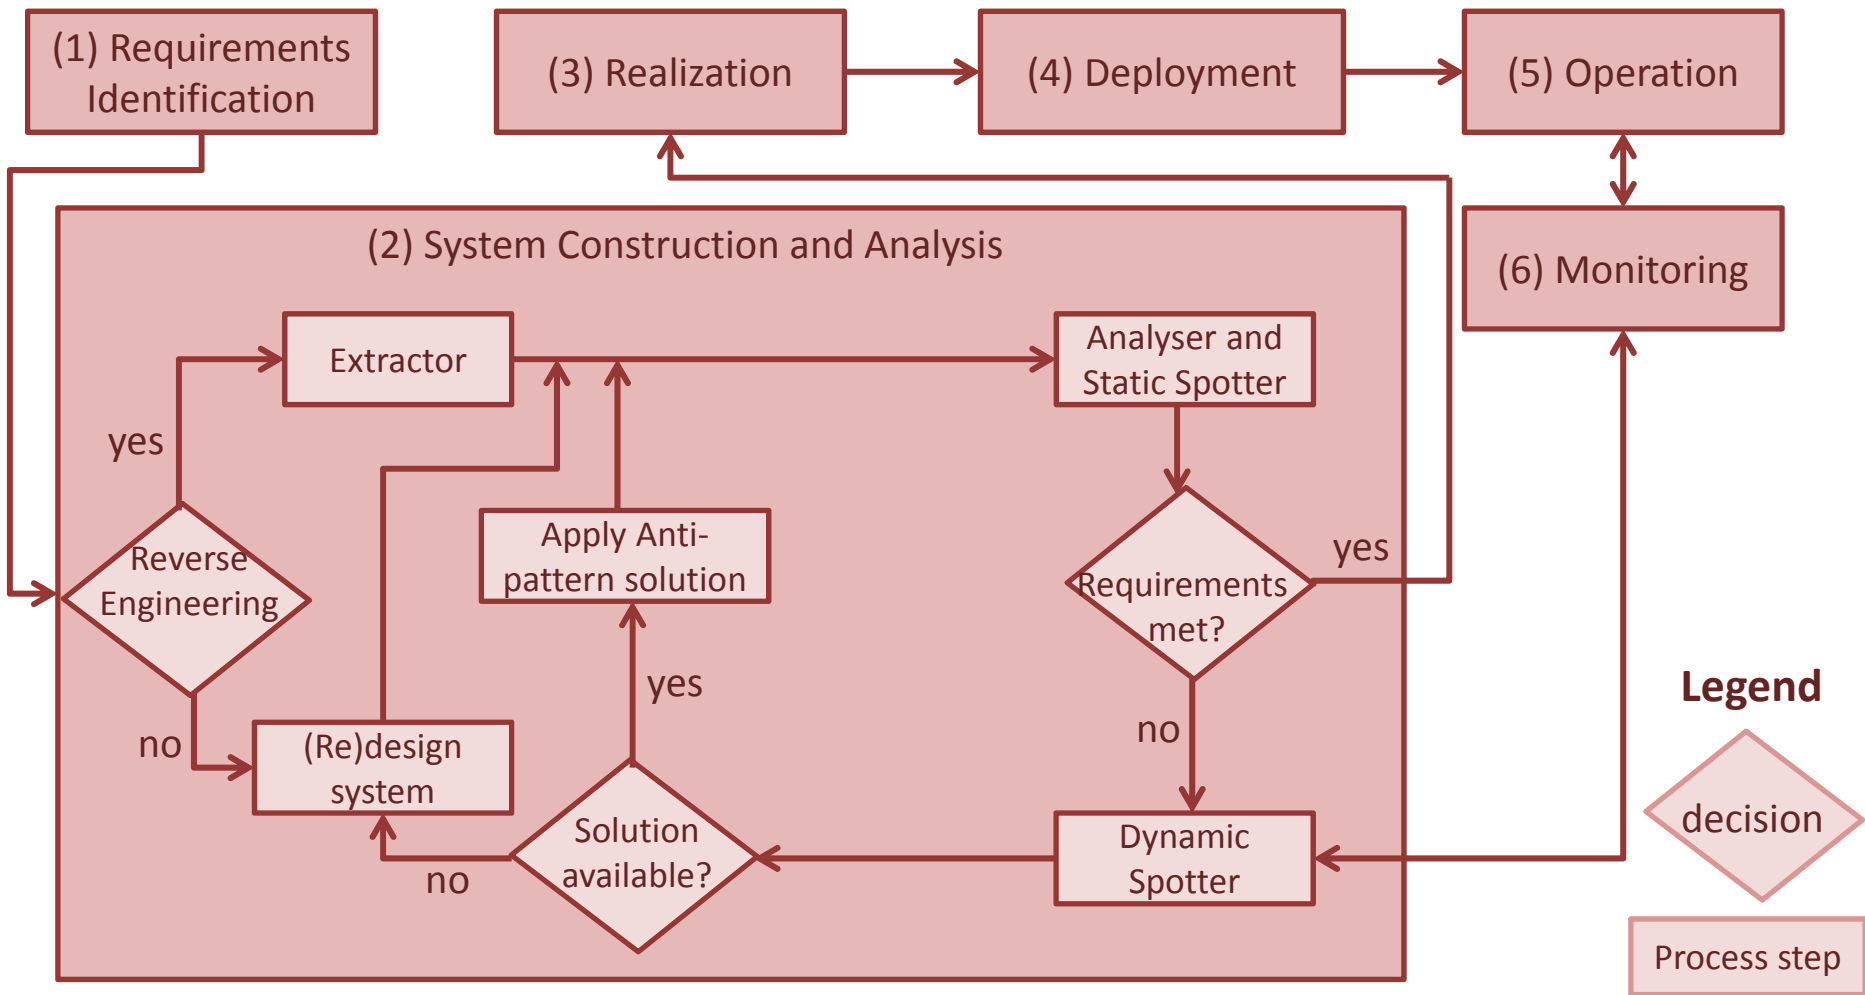 (1) Requirements
Identification
(3) Realization
(4) Deployment
(5) Operation
(2) System Construction and Analysis
(6) Monitoring
Extractor
Analyser and
Static Spotter
yes
Reverse
Engineering
Apply Anti-
pattern solution
yes
Requirements
met?
yes
no
no
(Re)design
system
Solution
available?
no
Dynamic
Spotter
Legend
decision
Process step